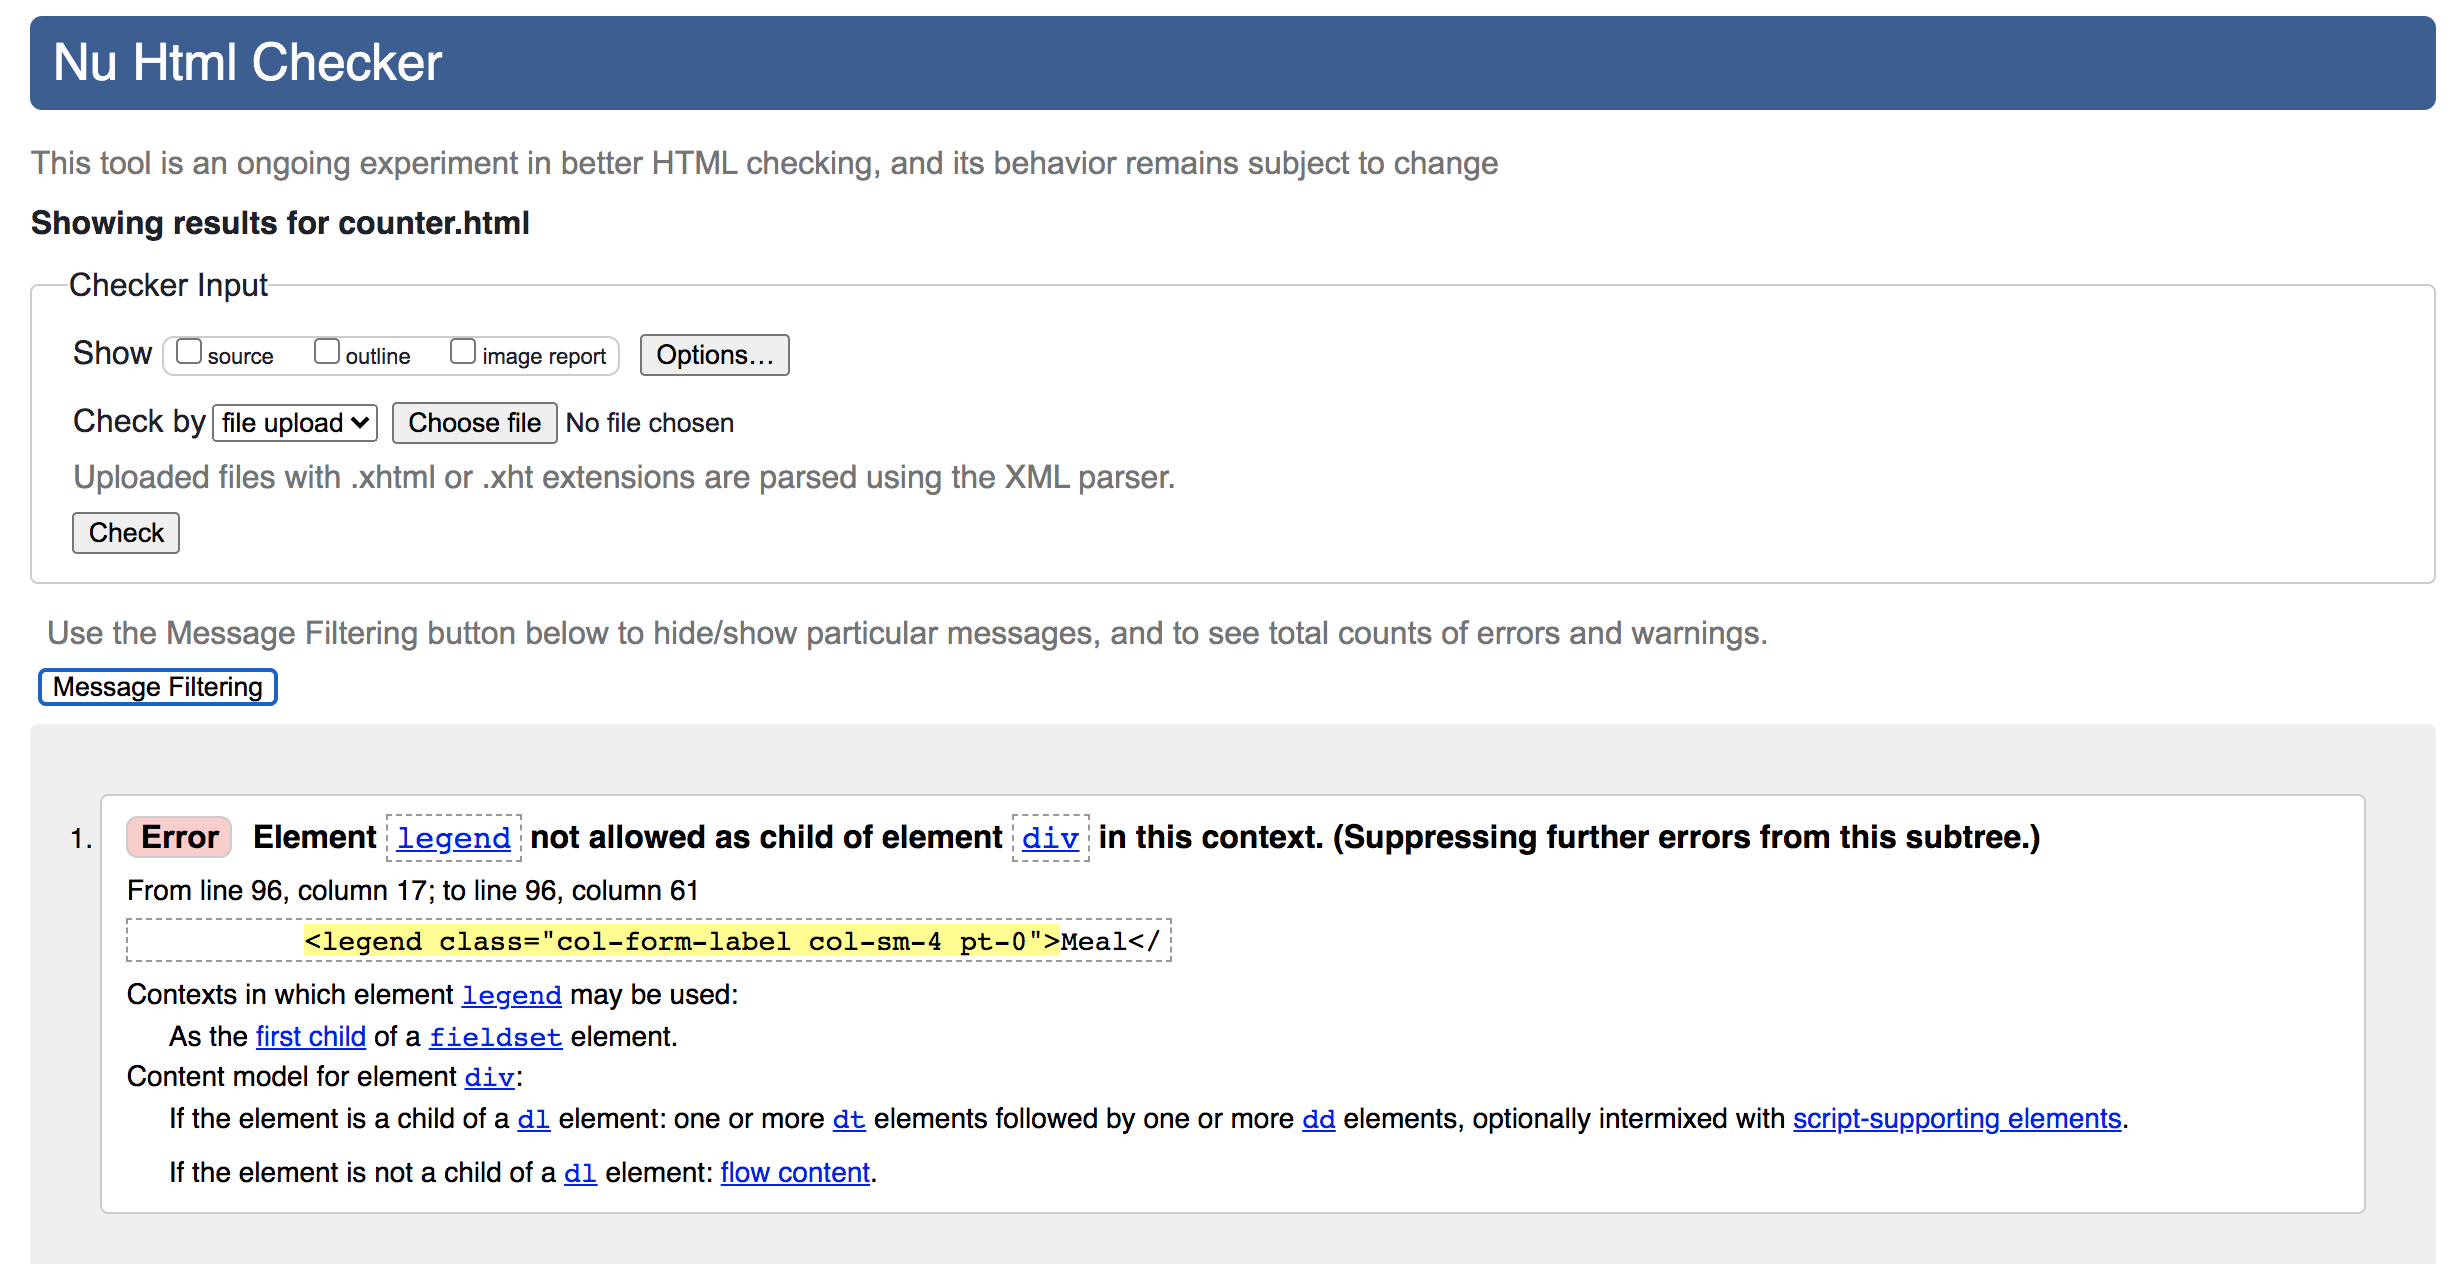 Nu Html Checker
This tool is an ongoing experiment in better HTML checking, and its behavior remains subject to change
Showing results for counter.html
Checker Input
Show source outline image report Options...
Check by file upload Choose file No file chosen
Uploaded files with .xhtml or .xht extensions are parsed using the XML parser.
Check
Use the Message Filtering button below to hide/show particular messages, and to see total counts of errors and warnings.
Message Filtering
1. Error Element legend not allowed as child of element div in this context. (Suppressing further errors from this subtree.)
From line 96, column 17; to line 96, column 61
<legend class="col-form-label col-sm-4 pt-0">Meal</
Contexts in which element legend may be used:
As the first child of a fieldset element.
Content model for element div:
If the element is a child of a dl element: one or more dt elements followed by one or more dd elements, optionally intermixed with script-supporting elements.
If the element is not a child of a dl element: flow content.